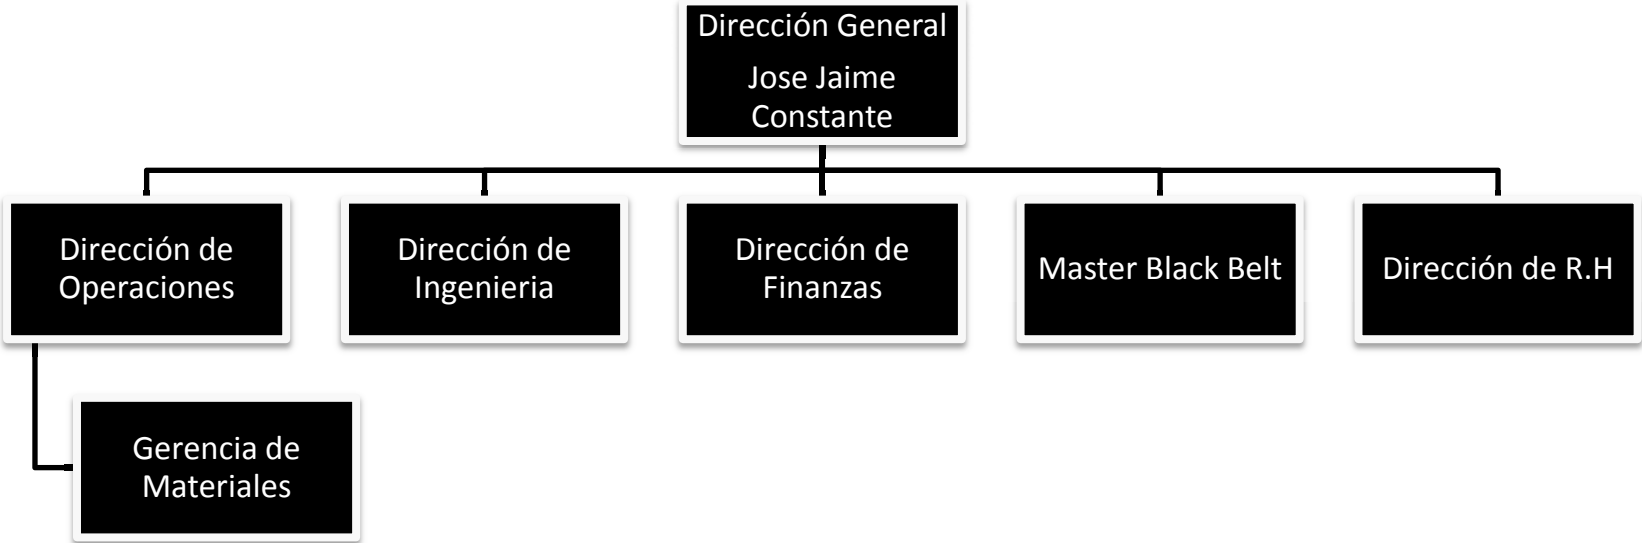 Dirección General
Jose Jaime
Constante
Dirección de
Operaciones
Dirección de
Ingenieria
Dirección de
Finanzas
Master Black Belt
Dirección de R.H
Gerencia de
Materiales